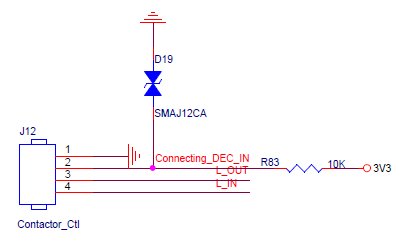 D19
SMAJ12CA
J12
1
2
3
4
Connecting_DEC_IN
L_OUT
L_IN
R83
10K
3V3
Contactor_Ctl